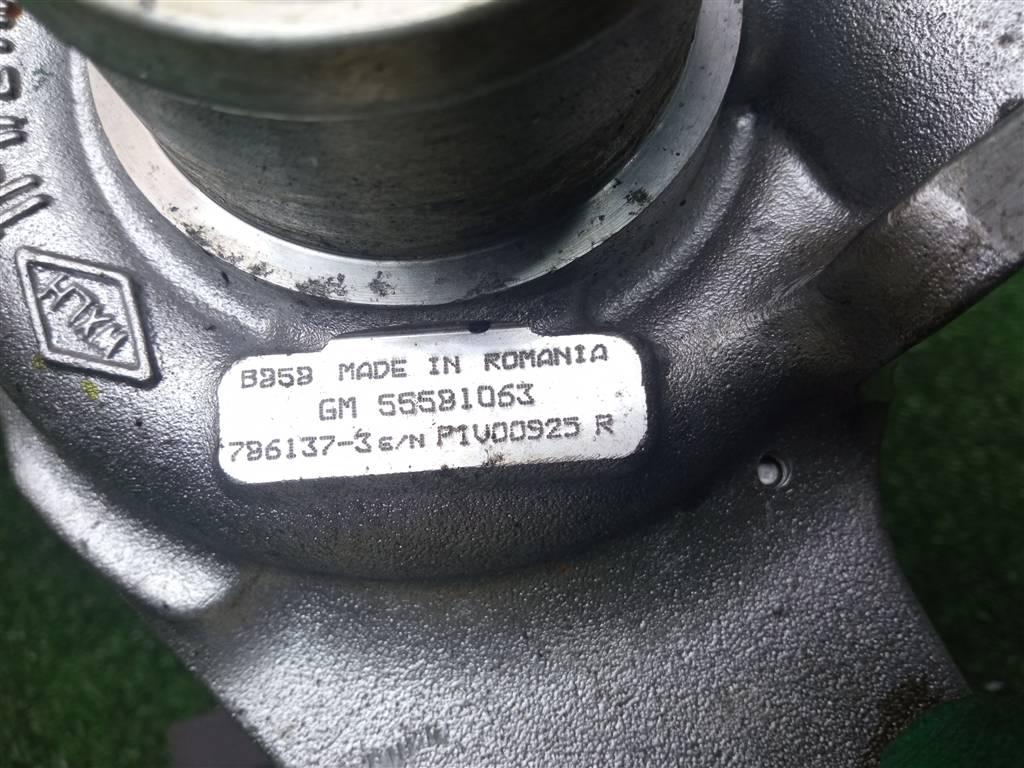 B858 MADE IN ROMANIA
GM 55581063
786137-3 S/N P1V00925 R